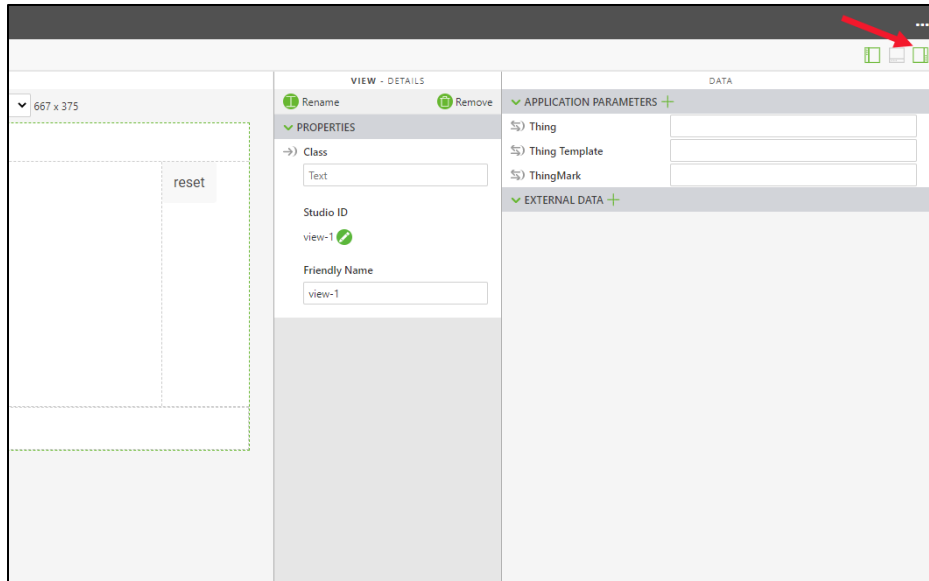 VIEW - DETAILS
DATA
667 x 375
Rename
Remove
APPLICATION PARAMETERS
PROPERTIES
Thing
Class
Thing Template
Text
reset
ThingMark
EXTERNAL DATA
Studio ID
view-1
Friendly Name
view-1